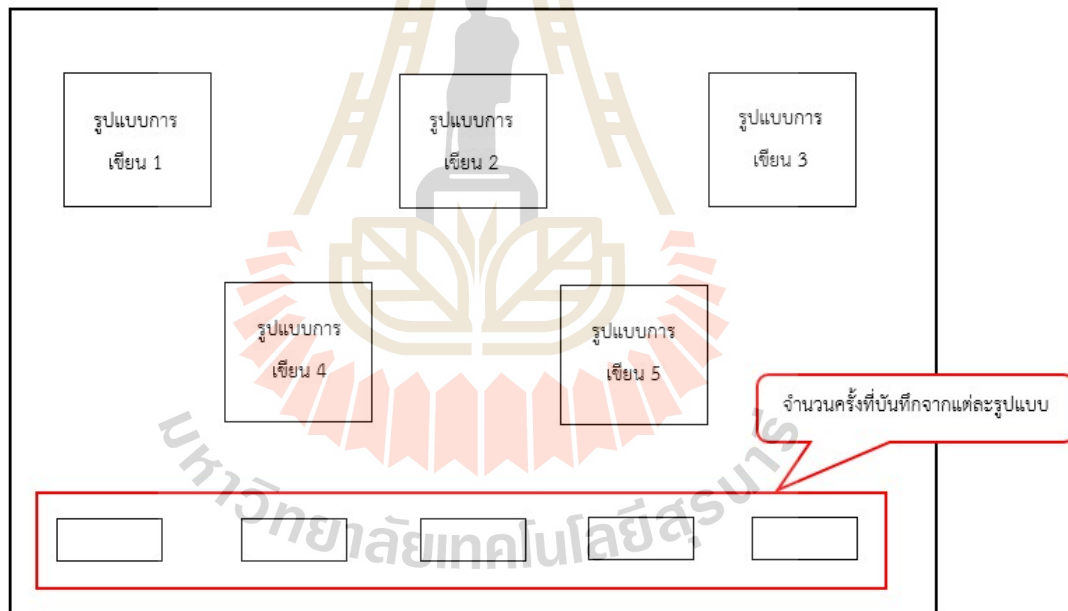 รูปแบบการ
เขียน 1
รูปแบบการ
เขียน 2
รูปแบบการ
เขียน 3
รูปแบบการ
เขียน 4
รูปแบบการ
เขียน 5
จำนวนครั้งที่บันทึกจากแต่ละรูปแบบ
มหาวิทยาลัยเทคโนโลยีสุรนารี